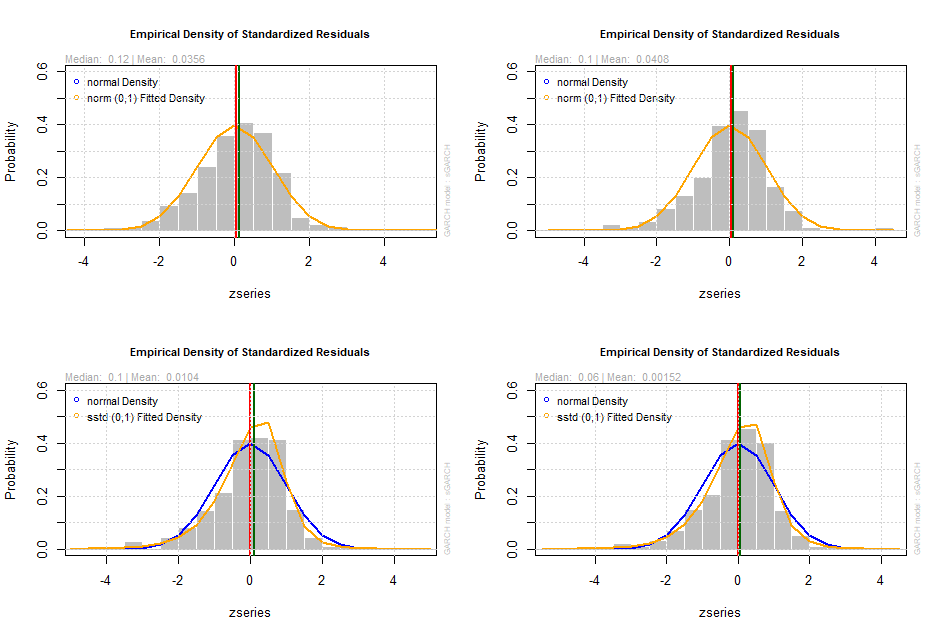 Empirical Density of Standardized Residuals
Median: 0.12 | Mean: 0.0356
normal Density
norm (0,1) Fitted Density
Probability
0.0 0.2 0.4 0.6
-4 -2 0 2 4
zseries
GARCH model : sGARCH
Empirical Density of Standardized Residuals
Median: 0.1 | Mean: 0.0408
normal Density
norm (0,1) Fitted Density
Probability
0.0 0.2 0.4 0.6
-4 -2 0 2 4
zseries
GARCH model : sGARCH
Empirical Density of Standardized Residuals
Median: 0.1 | Mean: 0.0104
normal Density
sstd (0,1) Fitted Density
Probability
0.0 0.2 0.4 0.6
-4 -2 0 2 4
zseries
GARCH model : sGARCH
Empirical Density of Standardized Residuals
Median: 0.06 | Mean: 0.00152
normal Density
sstd (0,1) Fitted Density
Probability
0.0 0.2 0.4 0.6
-4 -2 0 2 4
zseries
GARCH model : sGARCH